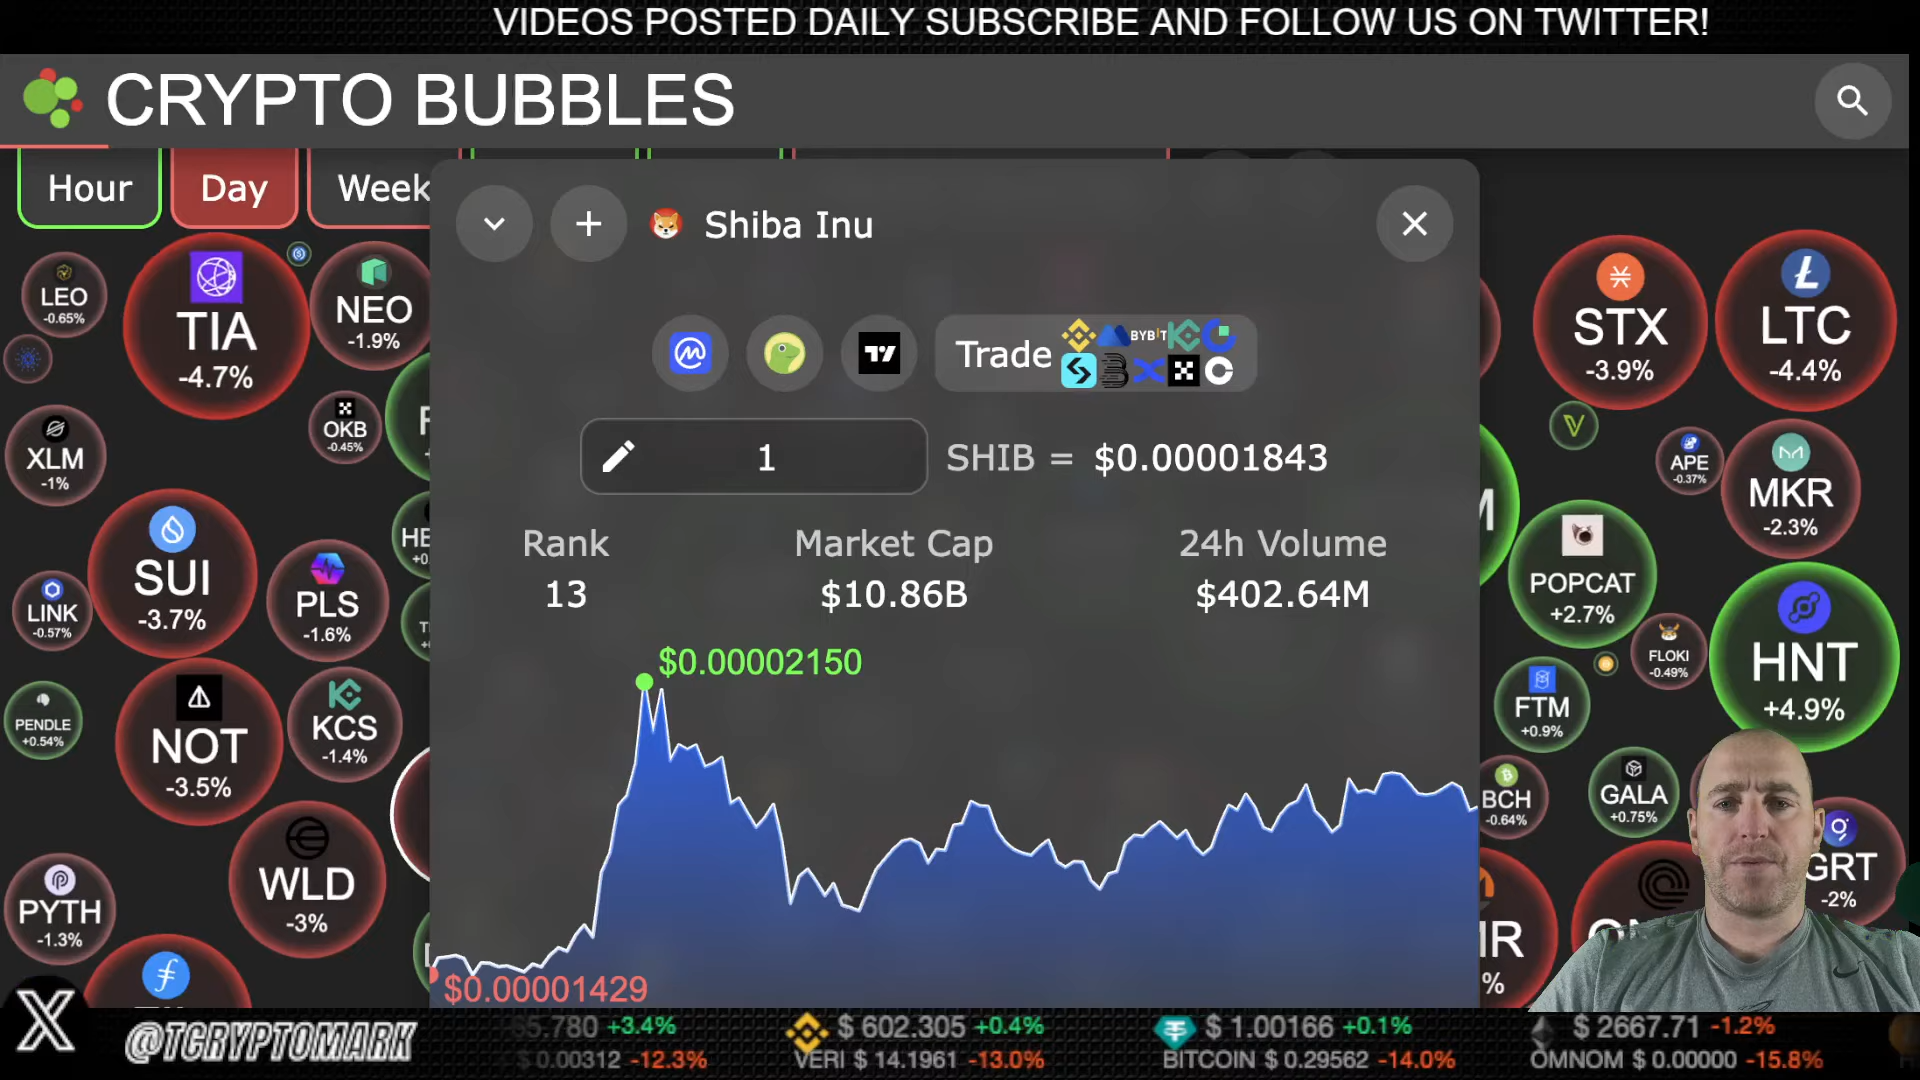 VIDEOS POSTED DAILY SUBSCRIBE AND FOLLOW US ON TWITTER!
CRYPTO BUBBLES
Hour
Day
Week
Shiba Inu
Trade
BYBIT
1
SHIB = $0.00001843
Rank
13
Market Cap
$10.86B
24h Volume
$402.64M
$0.00002150
$0.00001429
LEO
-0.65%
TIA
-4.7%
NEO
-1.9%
OKB
-0.45%
XLM
-1%
SUI
-3.7%
PLS
-1.6%
LINK
-0.57%
PENDLE
+0.54%
NOT
-3.5%
KCS
-1.4%
WLD
-3%
PYTH
-1.3%
STX
-3.9%
LTC
-4.4%
APE
-0.37%
MKR
-2.3%
POPCAT
+2.7%
FLOKI
-0.49%
HNT
+4.9%
FTM
+0.9%
BCH
-0.64%
GALA
+0.75%
GRT
-2%
@TCRYPTOMARK
5.780 +3.4%
$ 602.305 +0.4%
$ 1.00166 +0.1%
$ 2667.71 -1.2%
$ 0.00312 -12.3%
VERI $ 14.1961 -13.0%
BITCOIN $ 0.29562 -14.0%
OMNOM $ 0.00000 -15.8%